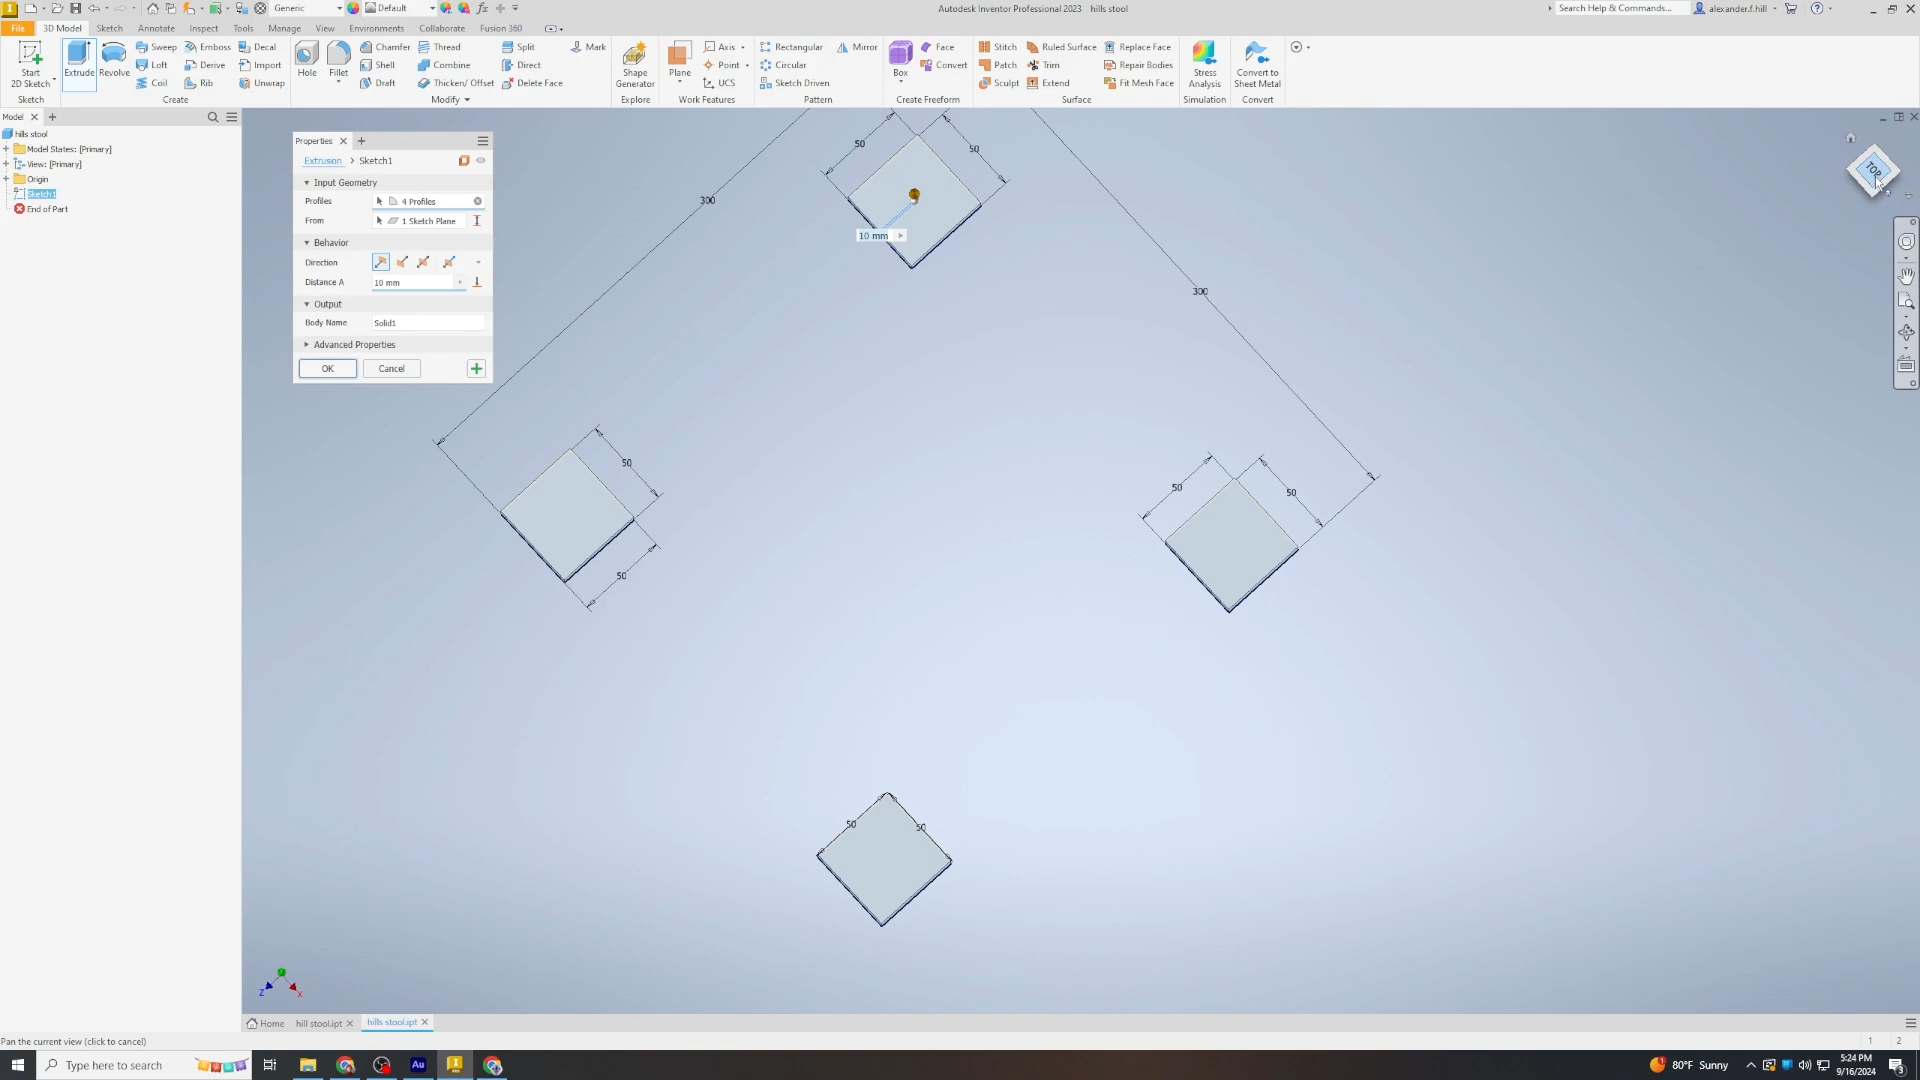 Generic
Default
Autodesk Inventor Professional 2023 hills stool
Search Help & Commands...
alexander.f.hill
File
3D Model
Sketch
Annotate
Inspect
Tools
Manage
View
Environments
Collaborate
Fusion 360
Start
2D Sketch
Extrude
Revolve
Sweep
Loft
Coil
Emboss
Derive
Rib
Decal
Import
Unwrap
Hole
Fillet
Chamfer
Shell
Draft
Thread
Combine
Thicken/ Offset
Split
Direct
Delete Face
Mark
Shape
Generator
Plane
Axis
Point
UCS
Rectangular
Circular
Sketch Driven
Mirror
Box
Face
Convert
Stitch
Patch
Sculpt
Ruled Surface
Trim
Extend
Replace Face
Repair Bodies
Fit Mesh Face
Stress
Analysis
Convert to
Sheet Metal
Sketch
Create
Modify
Explore
Work Features
Pattern
Create Freeform
Surface
Simulation
Convert
Model
hills stool
Model States: [Primary]
View: [Primary]
Origin
Sketch1
End of Part
Properties
Extrusion > Sketch1
Input Geometry
Profiles
4 Profiles
From
1 Sketch Plane
Behavior
Direction
Distance A
10 mm
Output
Body Name
Solid1
Advanced Properties
OK
Cancel
TOP
50
50
300
10 mm
300
50
50
50
50
50
50
Z
X
Home
hill stool.ipt
hills stool.ipt
Pan the current view (click to cancel)
1
2
Type here to search
Au
80°F Sunny
5:24 PM
9/16/2024
3